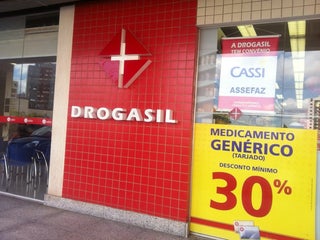 DROGASIL
A DROGASIL
TEM CONVÊNIO
CASSI
ASSEFAZ
MEDICAMENTO
GENÉRICO
(TARJADO)
DESCONTO MÍNIMO
30%